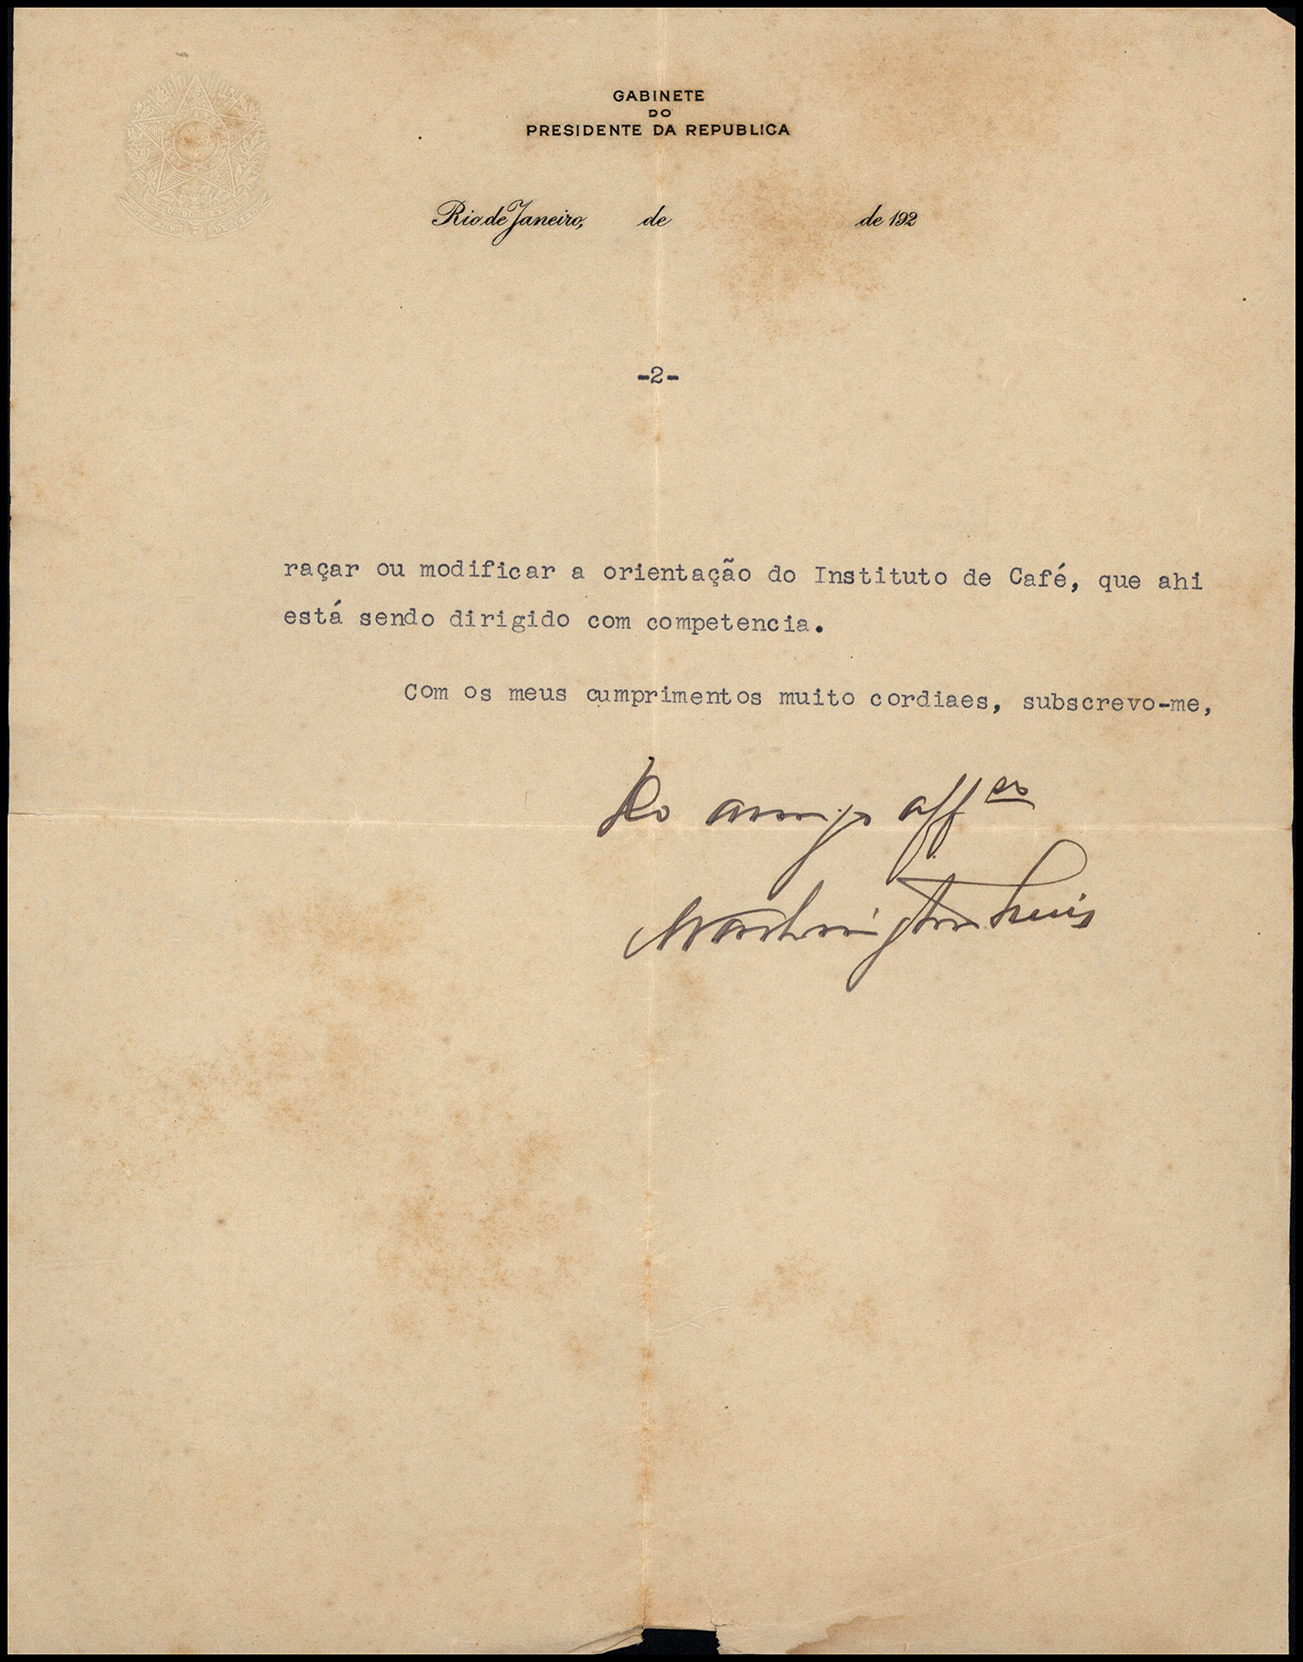 GABINETE
DO
PRESIDENTE DA REPUBLICA
Rio de Janeiro, de de 192
-2-
raçar ou modificar a orientação do Instituto de Café, que ahi
está sendo dirigido com competencia.
Com os meus cumprimentos muito cordiaes, subscrevo-me,
amigo aff
Washington Luis